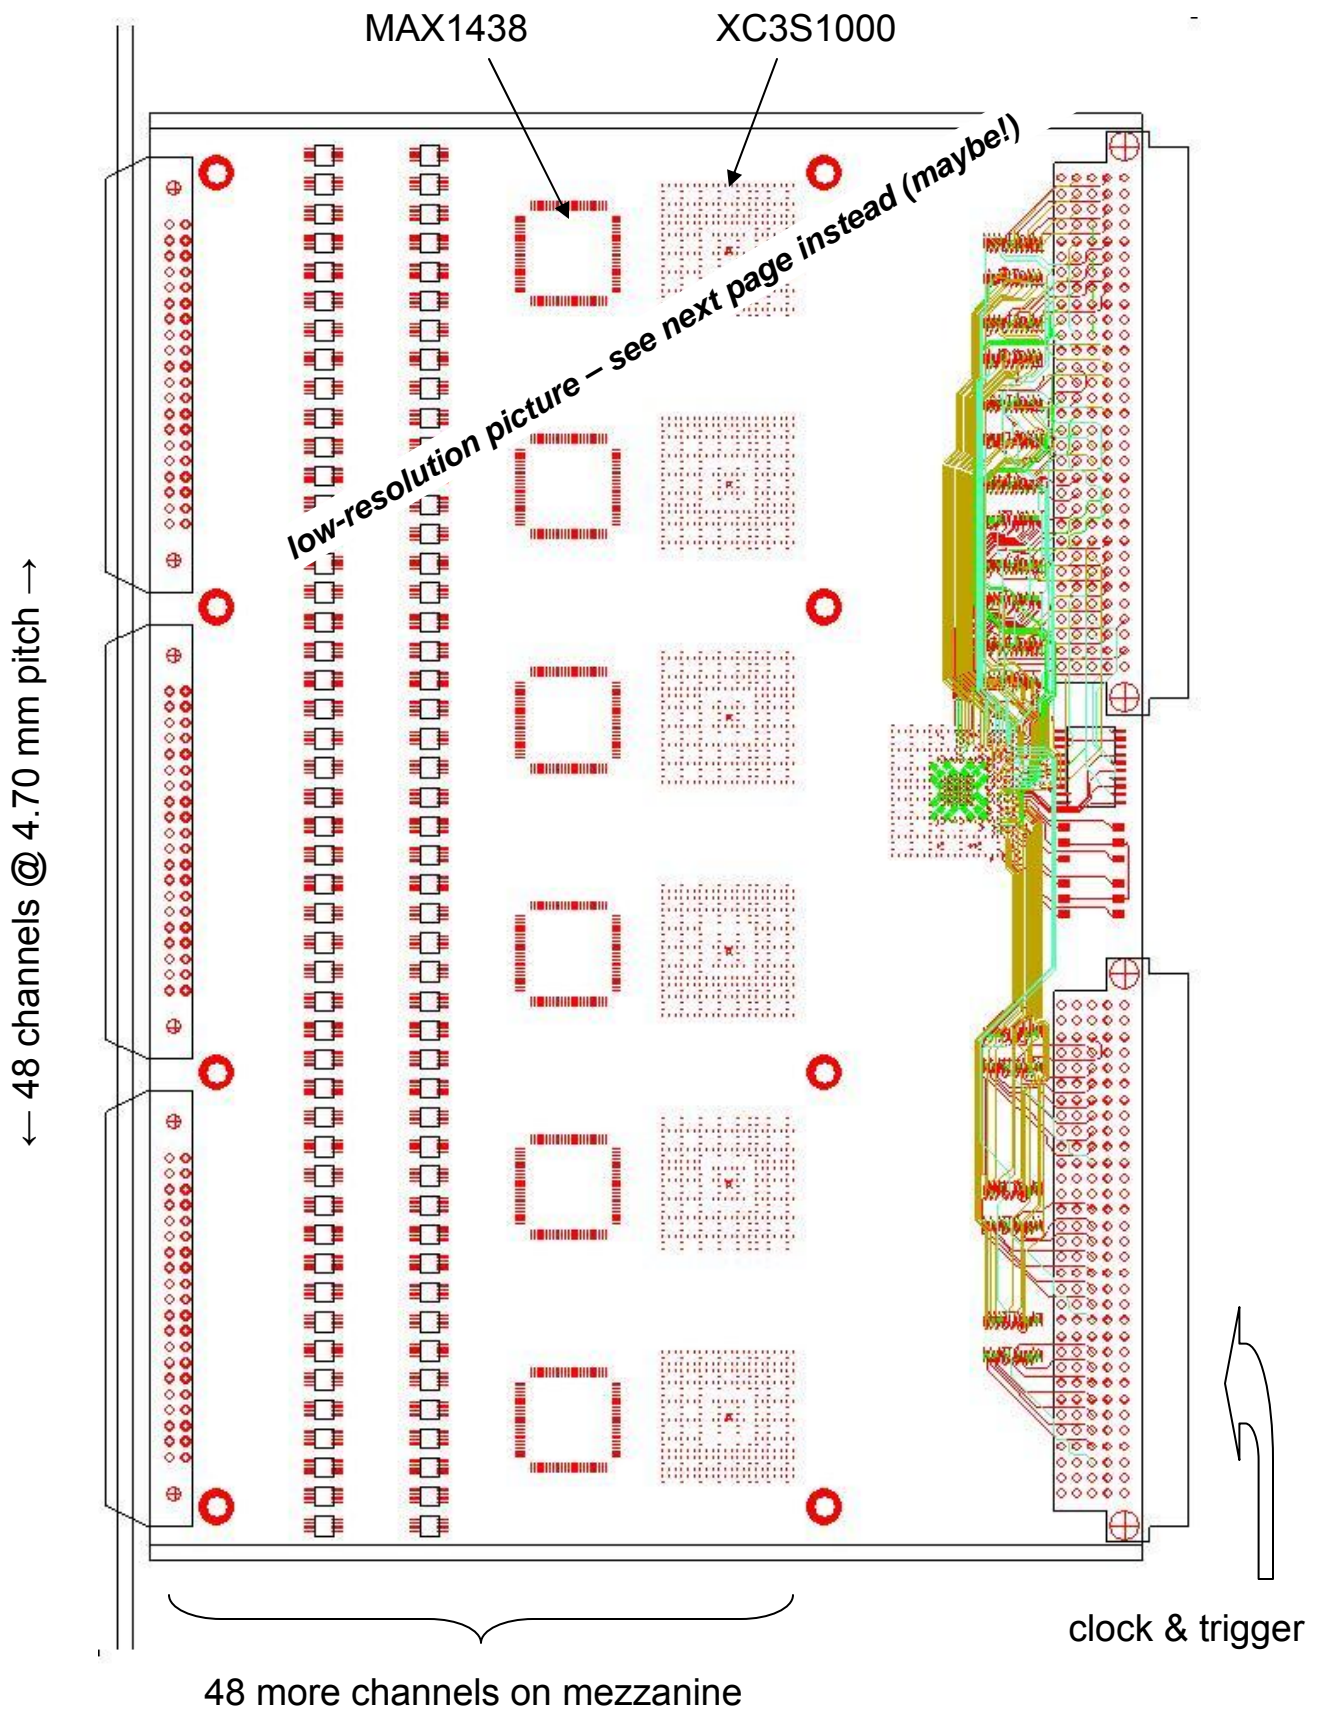 MAX1438
XC3S1000
low-resolution picture – see next page instead (maybe!)
← 48 channels @ 4.70 mm pitch →
clock & trigger
48 more channels on mezzanine